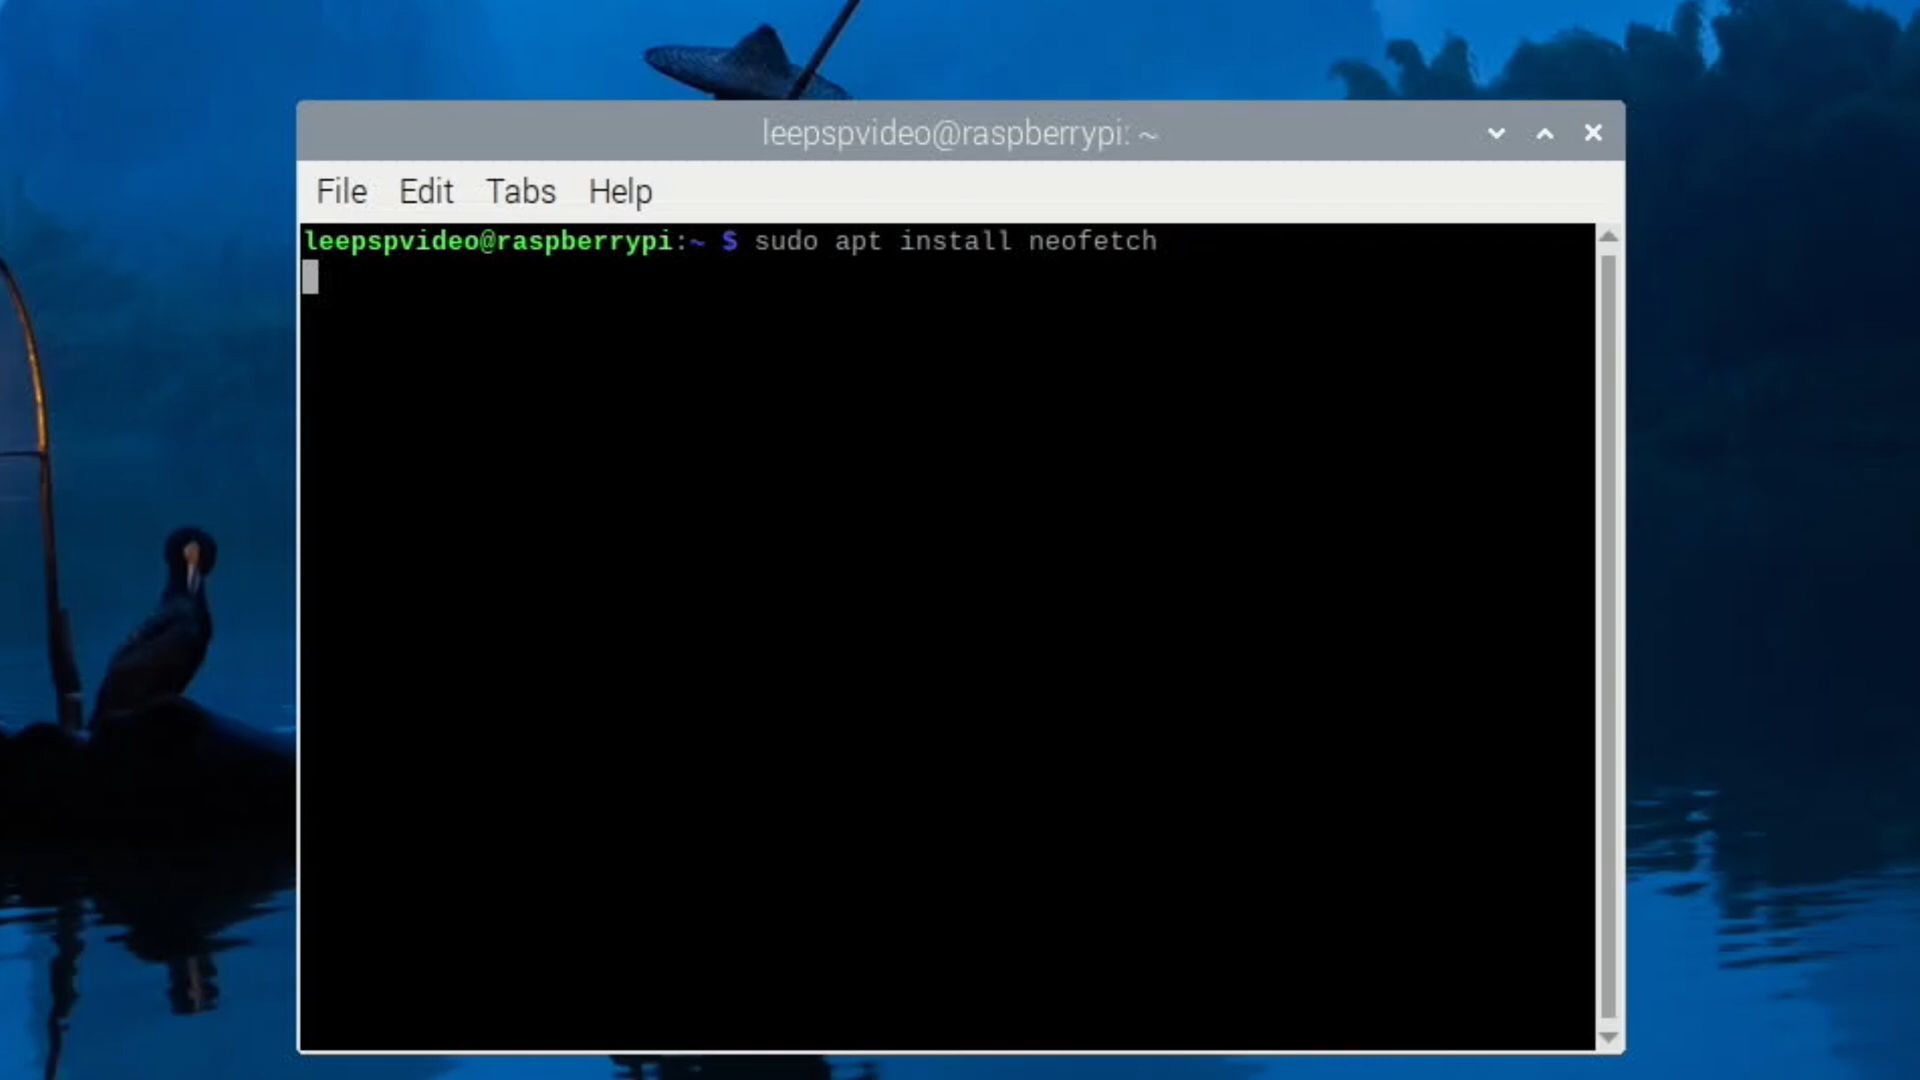 leepspvideo@raspberrypi: ~
File Edit Tabs Help
leepspvideo@raspberrypi:~ $ sudo apt install neofetch